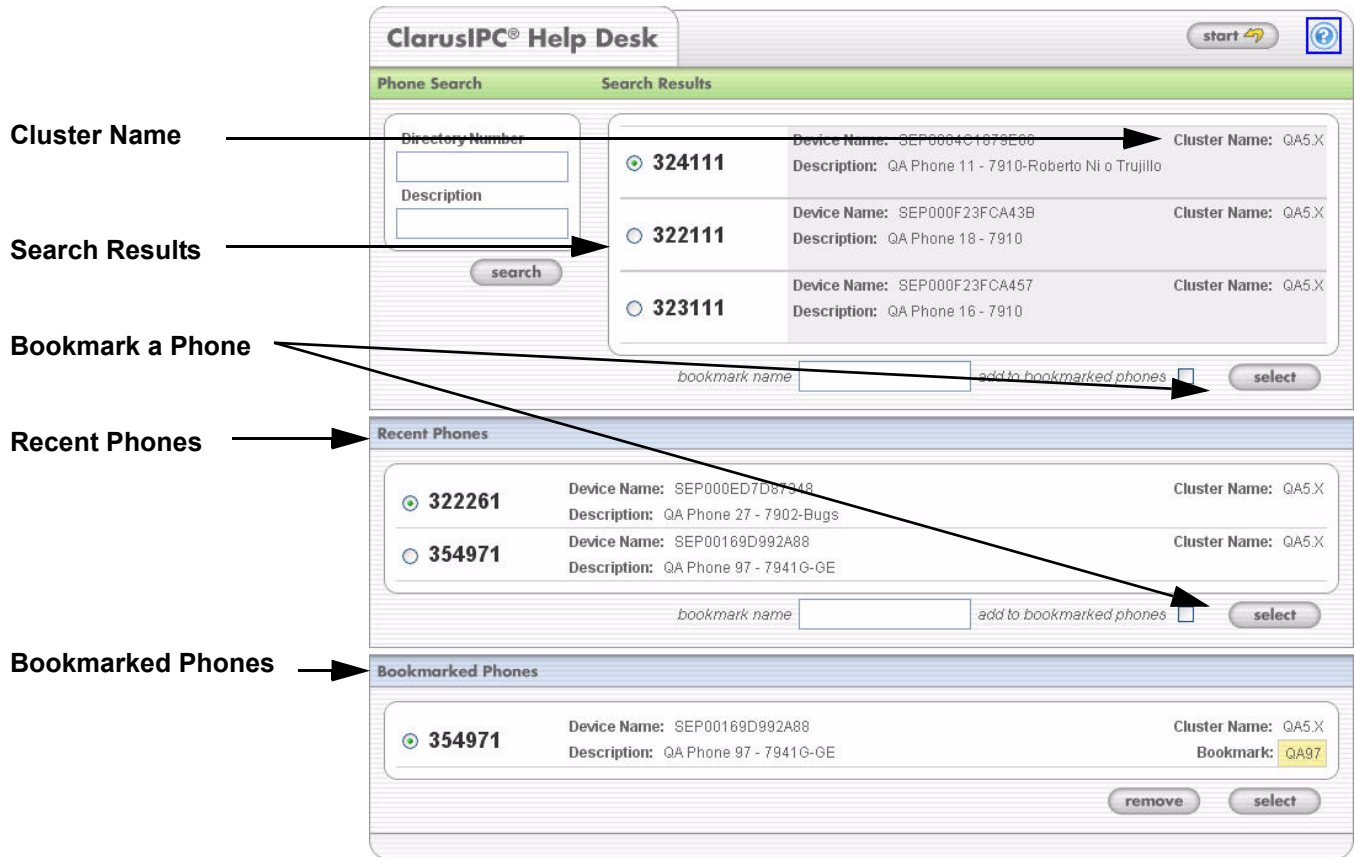 ClarusIPC® Help Desk
start
?
Phone Search
Search Results
Cluster Name
Search Results
Bookmark a Phone
Recent Phones
Bookmarked Phones
Directory Number
Description
search
324111
Device Name:
Cluster Name: QA5.X
Description: QA Phone 11 - 7910-Roberto Ni o Trujillo
322111
Device Name: SEP000F23FCA43B
Cluster Name: QA5.X
Description: QA Phone 18 - 7910
323111
Device Name: SEP000F23FCA457
Cluster Name: QA5.X
Description: QA Phone 16 - 7910
bookmark name
add to bookmarked phones
select
Recent Phones
322261
Device Name:
Cluster Name: QA5.X
Description: QA Phone 27 - 7902-Bugs
354971
Device Name: SEP00169D992A88
Cluster Name: QA5.X
Description: QA Phone 97 - 7941G-GE
bookmark name
add to bookmarked phones
select
Bookmarked Phones
354971
Device Name: SEP00169D992A88
Cluster Name: QA5.X
Description: QA Phone 97 - 7941G-GE
Bookmark: QA97
remove
select